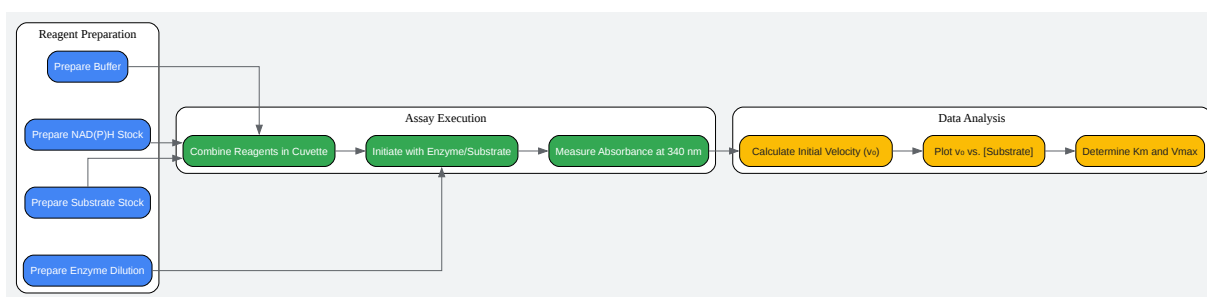 Reagent Preparation
Prepare Buffer
Prepare NAD(P)H Stock
Prepare Substrate Stock
Prepare Enzyme Dilution
Assay Execution
Combine Reagents in Cuvette
Initiate with Enzyme/Substrate
Measure Absorbance at 340 nm
Data Analysis
Calculate Initial Velocity (v₀)
Plot v₀ vs. [Substrate]
Determine Km and Vmax